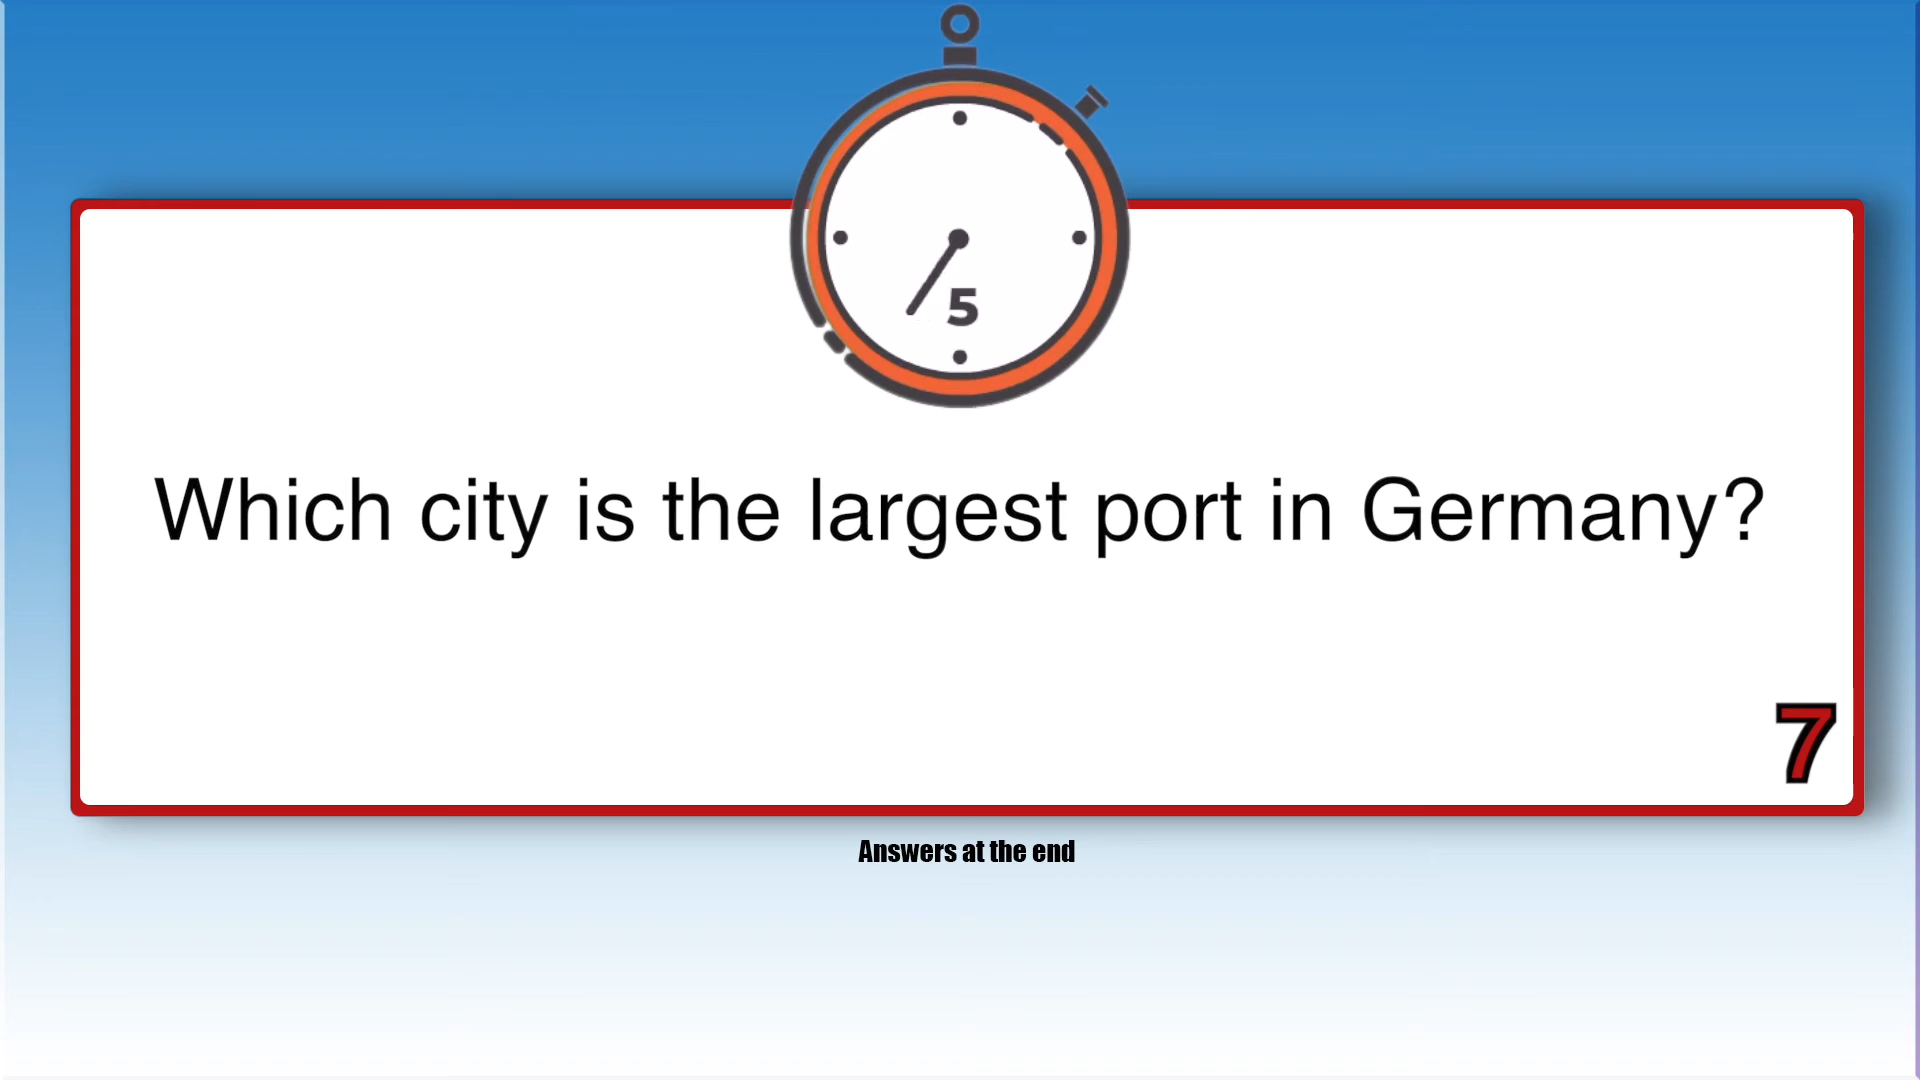 5
Which city is the largest port in Germany?
7
Answers at the end